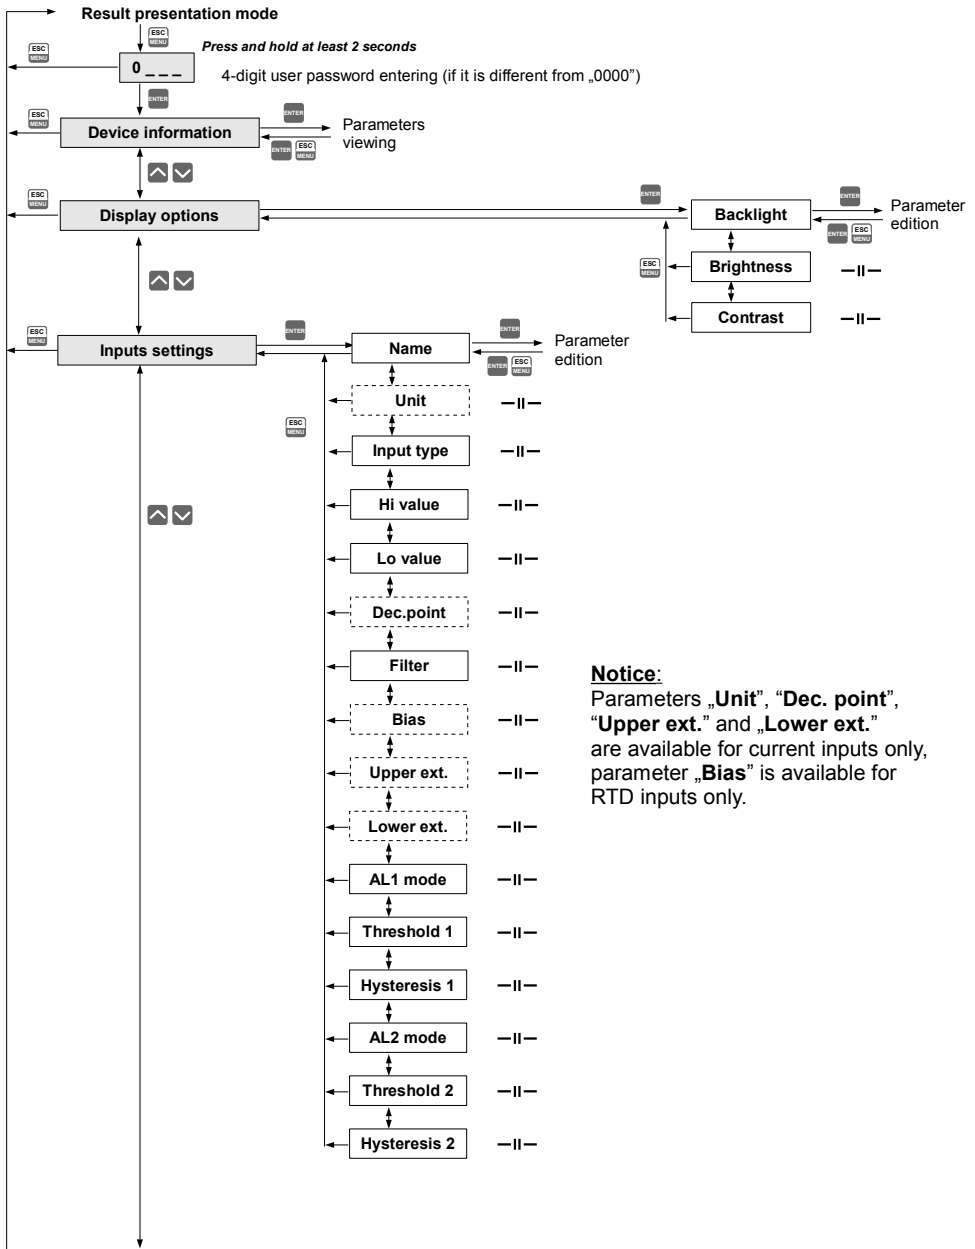 Result presentation mode
ESC
MENU
Press and hold at least 2 seconds
ESC
MENU
0 _ _ _
4-digit user password entering (if it is different from „0000”)
ENTER
ESC
MENU
Device information
ENTER
ENTER
ESC
MENU
Parameters
viewing
ESC
MENU
Display options
ENTER
Backlight
ENTER
ENTER
ESC
MENU
Parameter
edition
ESC
MENU
Brightness
—II—
Contrast
—II—
ESC
MENU
Inputs settings
ENTER
Name
ENTER
ENTER
ESC
MENU
Parameter
edition
ESC
MENU
Unit
—II—
Input type
—II—
Hi value
—II—
Lo value
—II—
Dec.point
—II—
Filter
—II—
Bias
—II—
Upper ext.
—II—
Lower ext.
—II—
AL1 mode
—II—
Threshold 1
—II—
Hysteresis 1
—II—
AL2 mode
—II—
Threshold 2
—II—
Hysteresis 2
—II—
Notice:
Parameters „Unit”, “Dec. point”,
“Upper ext.” and „Lower ext.”
are available for current inputs only,
parameter „Bias” is available for
RTD inputs only.